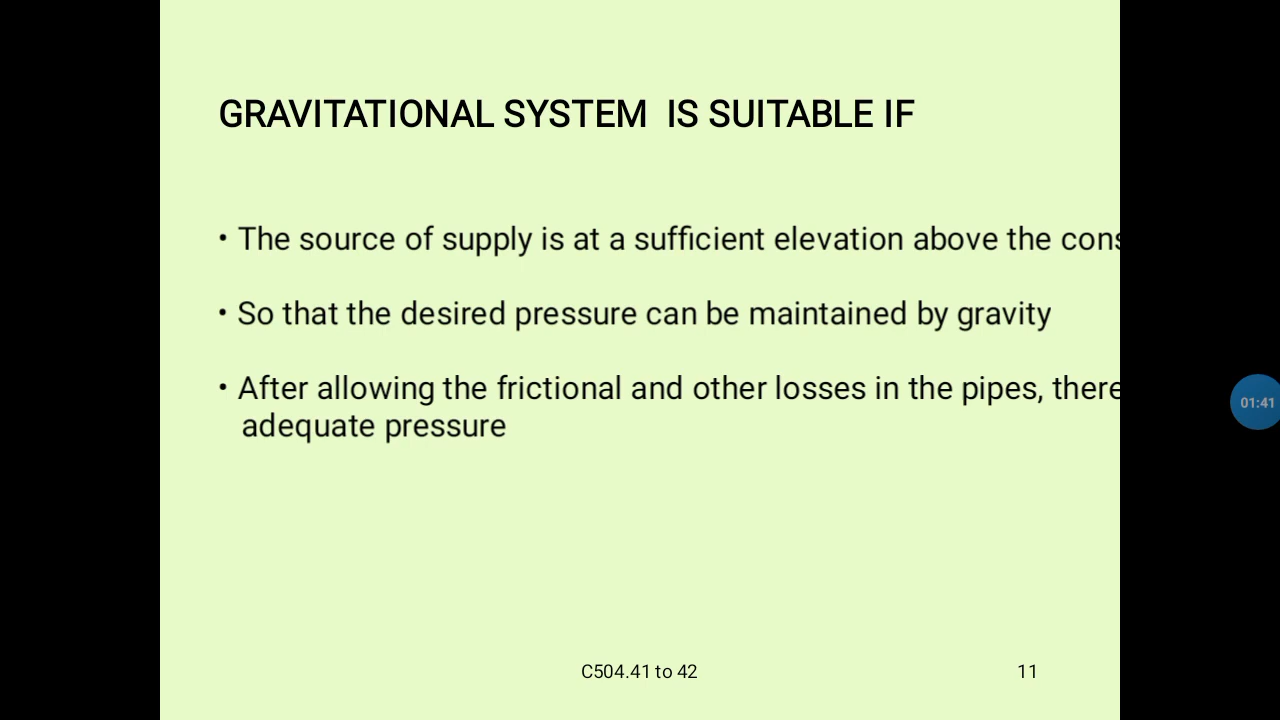 GRAVITATIONAL SYSTEM IS SUITABLE IF
• The source of supply is at a sufficient elevation above the
• So that the desired pressure can be maintained by gravity
• After allowing the frictional and other losses in the pipes, there
adequate pressure
01:41
C504.41 to 42
11